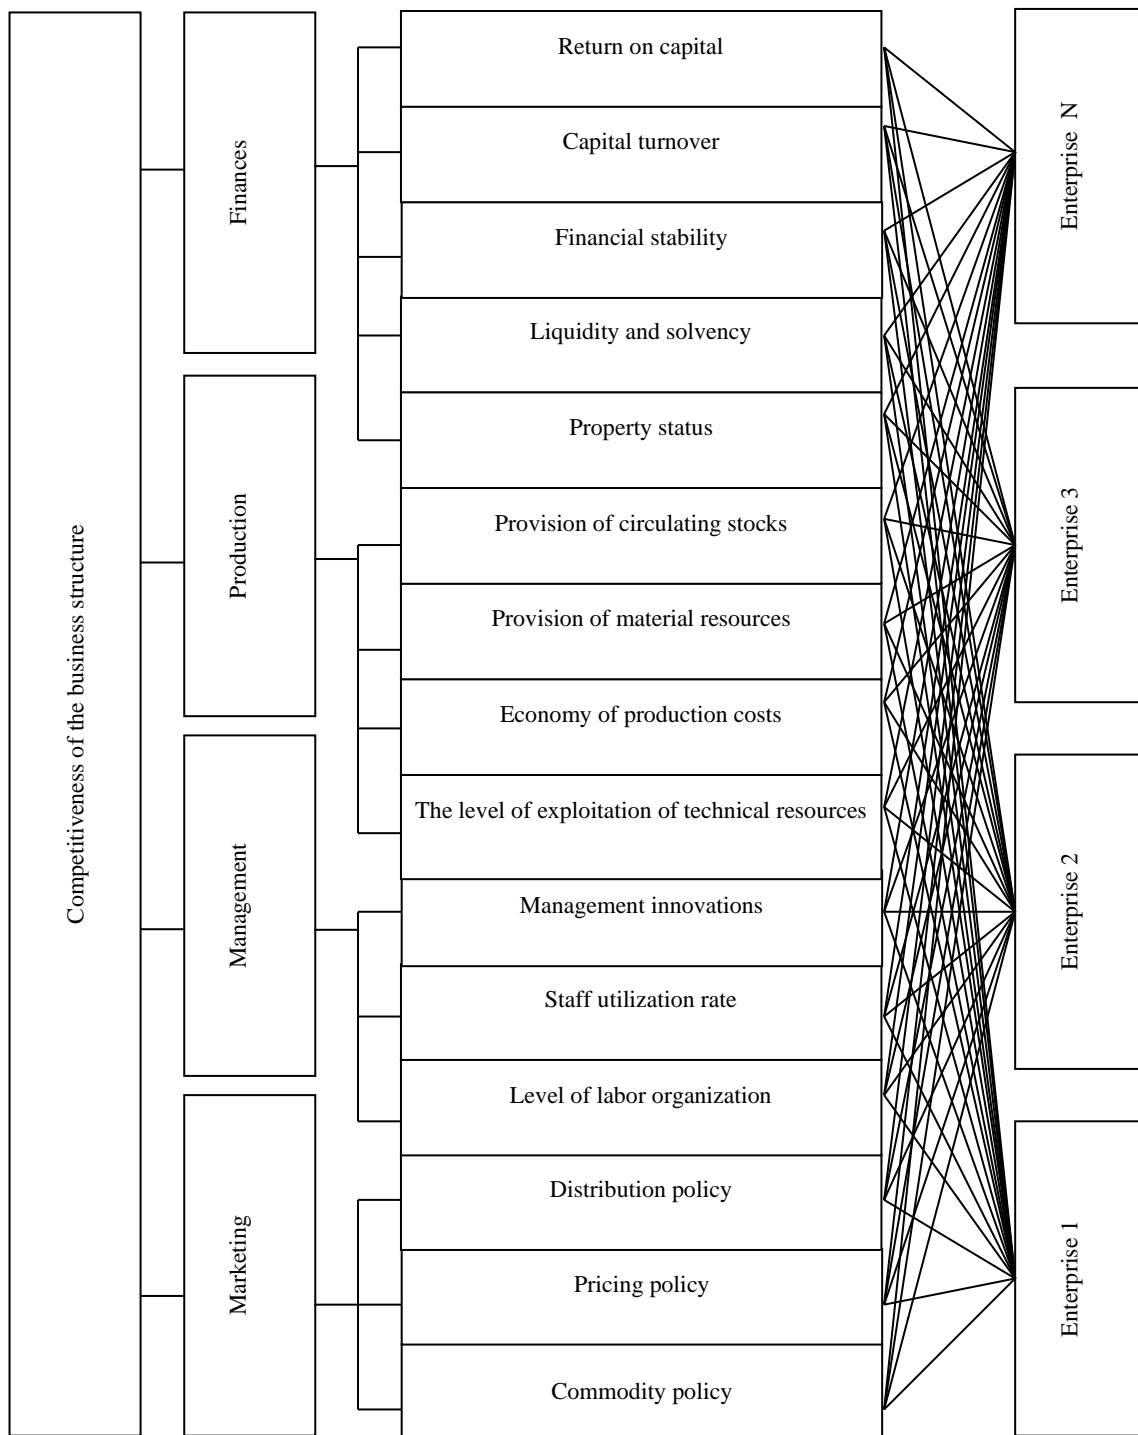 Competitiveness of the business structure
Finances
Production
Management
Marketing
Return on capital
Capital turnover
Financial stability
Liquidity and solvency
Property status
Provision of circulating stocks
Provision of material resources
Economy of production costs
The level of exploitation of technical resources
Management innovations
Staff utilization rate
Level of labor organization
Distribution policy
Pricing policy
Commodity policy
Enterprise N
Enterprise 3
Enterprise 2
Enterprise 1